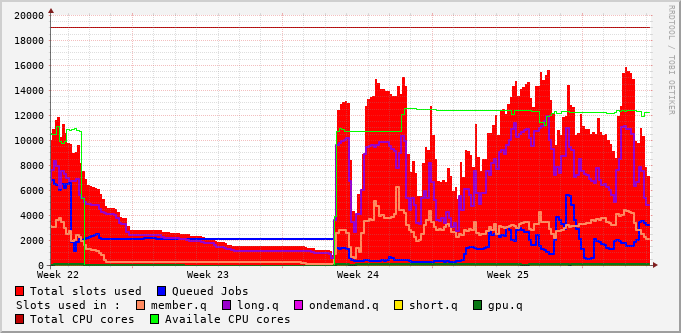 20000
18000
16000
14000
12000
10000
8000
6000
4000
2000
0
Week 22 Week 23 Week 24 Week 25
RRDTOOL / TOBI OETIKER
Total slots used Queued Jobs
Slots used in : member.q long.q ondemand.q short.q gpu.q
Total CPU cores Availale CPU cores